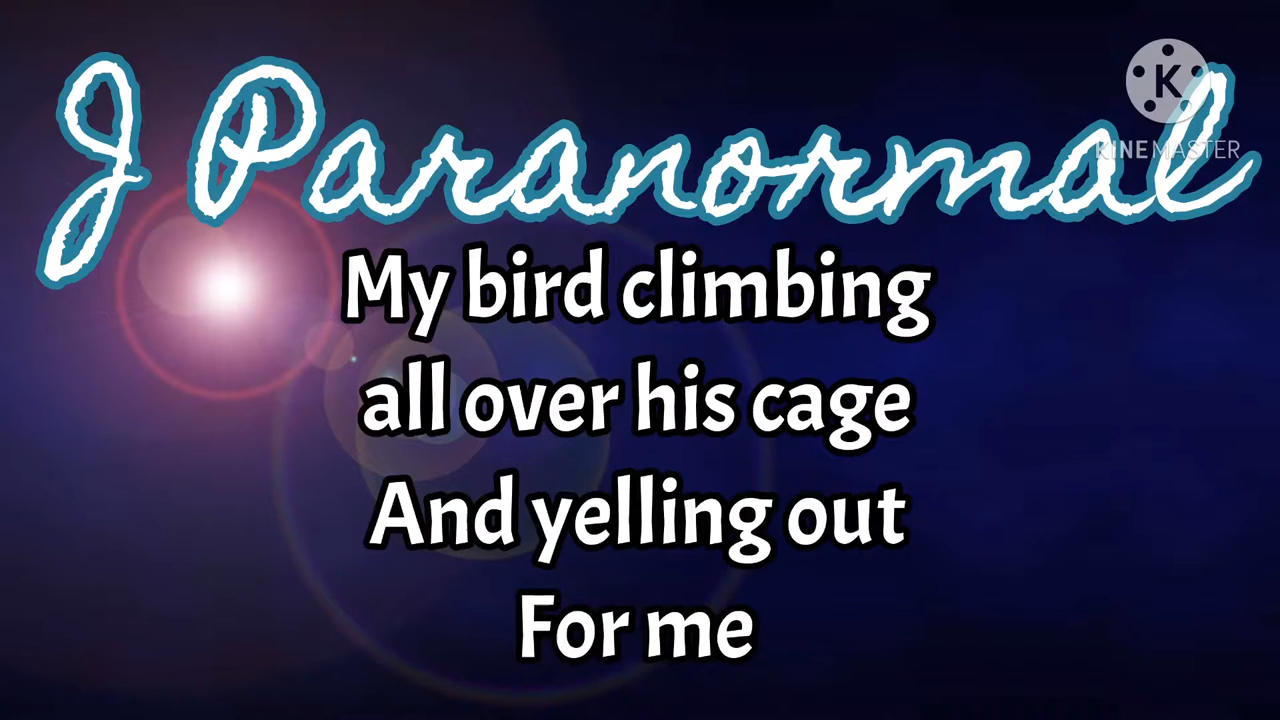 J Paranormal
K
KINEMASTER
My bird climbing
all over his cage
And yelling out
For me